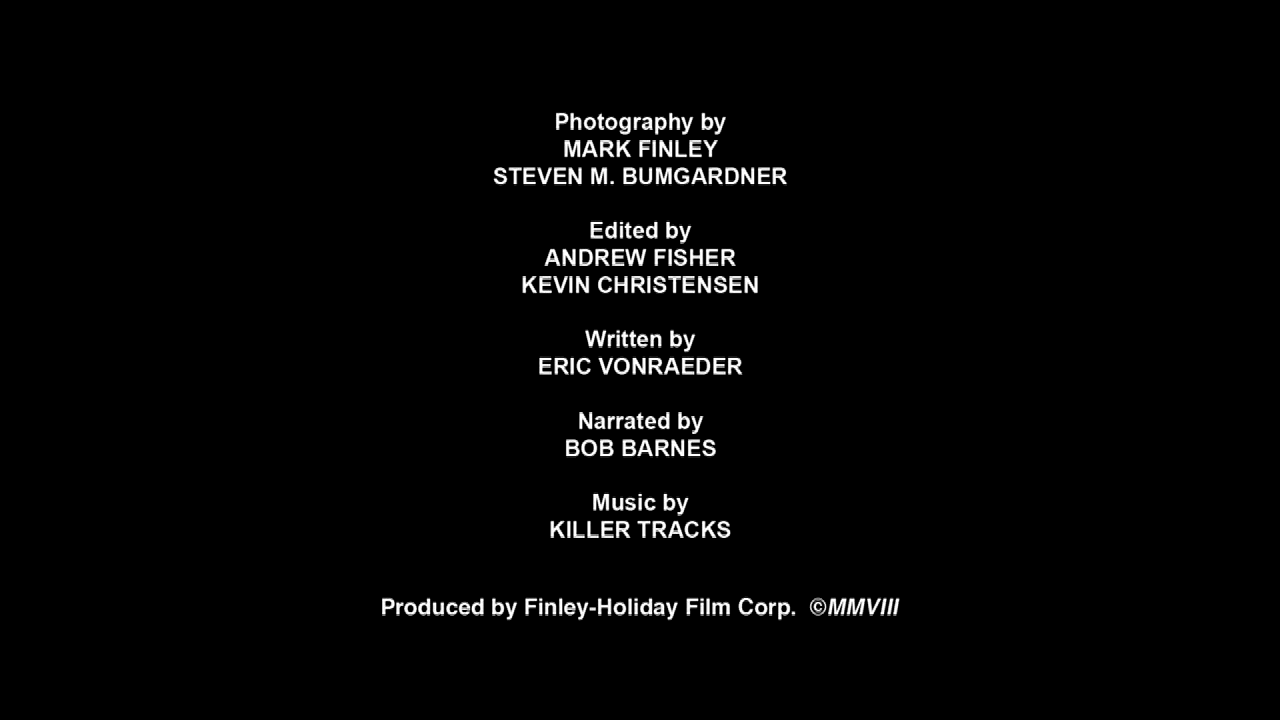 Photography by
MARK FINLEY
STEVEN M. BUMGARDNER
Edited by
ANDREW FISHER
KEVIN CHRISTENSEN
Written by
ERIC VONRAEDER
Narrated by
BOB BARNES
Music by
KILLER TRACKS
Produced by Finley-Holiday Film Corp. ©MMVIII